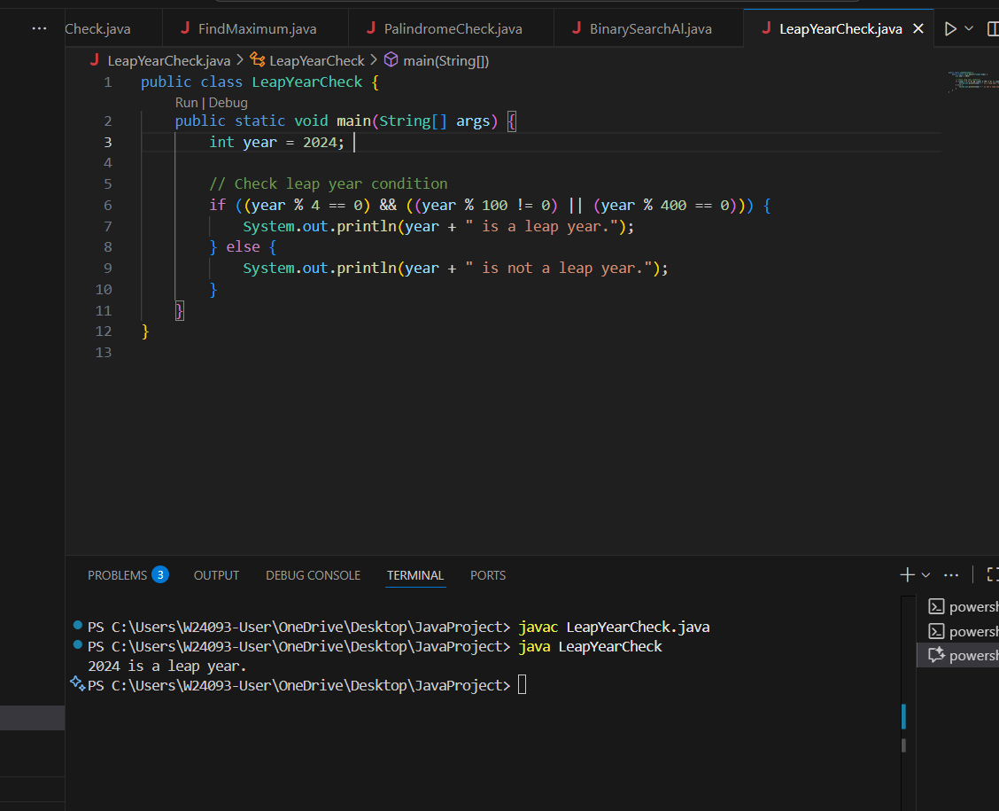 Check.java FindMaximum.java PalindromeCheck.java BinarySearchAl.java LeapYearCheck.java
LeapYearCheck.java > LeapYearCheck > main(String[])
1 public class LeapYearCheck {
Run | Debug
2 public static void main(String[] args) {
3 int year = 2024;
4
5 // Check leap year condition
6 if ((year % 4 == 0) && ((year % 100 != 0) || (year % 400 == 0))) {
7 System.out.println(year + " is a leap year.");
8 } else {
9 System.out.println(year + " is not a leap year.");
10 }
11 }
12 }
13
PROBLEMS 3 OUTPUT DEBUG CONSOLE TERMINAL PORTS
PS C:\Users\W24093-User\OneDrive\Desktop\JavaProject> javac LeapYearCheck.java
PS C:\Users\W24093-User\OneDrive\Desktop\JavaProject> java LeapYearCheck
2024 is a leap year.
PS C:\Users\W24093-User\OneDrive\Desktop\JavaProject>
powersh
powersh
powersh